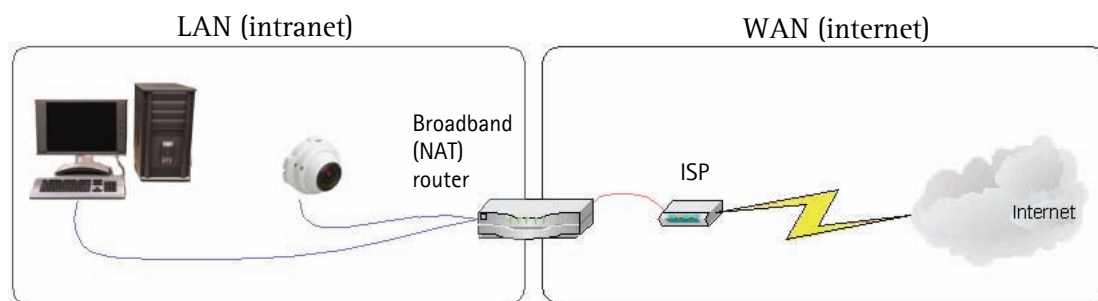 LAN (intranet)
WAN (internet)
Broadband
(NAT)
router
ISP
Internet